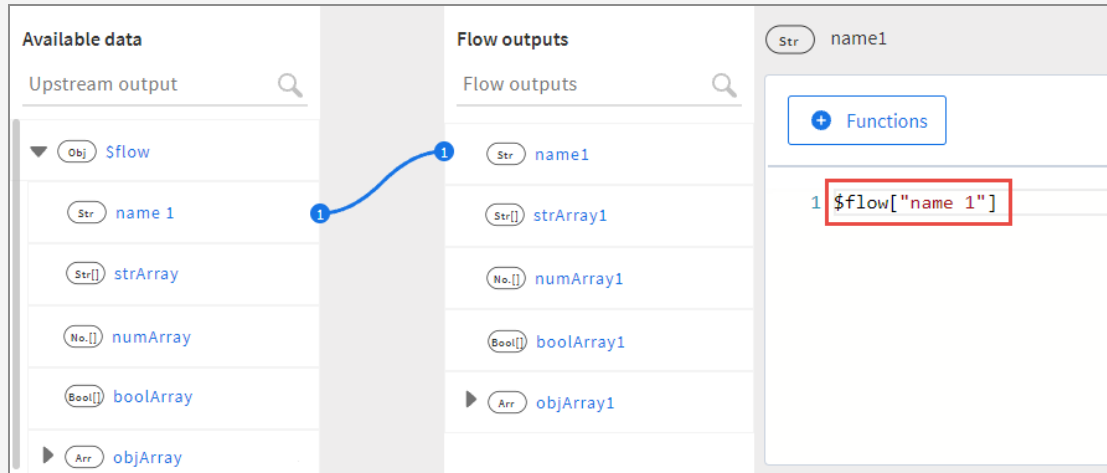 Available data
Upstream output
Obj $flow
Str name 1
Str[] strArray
No.[] numArray
Bool[] boolArray
Arr objArray
1
1
Flow outputs
Flow outputs
Str name1
Str[] strArray1
No.[] numArray1
Bool[] boolArray1
Arr objArray1
Str name1
Functions
1 $flow["name 1"]